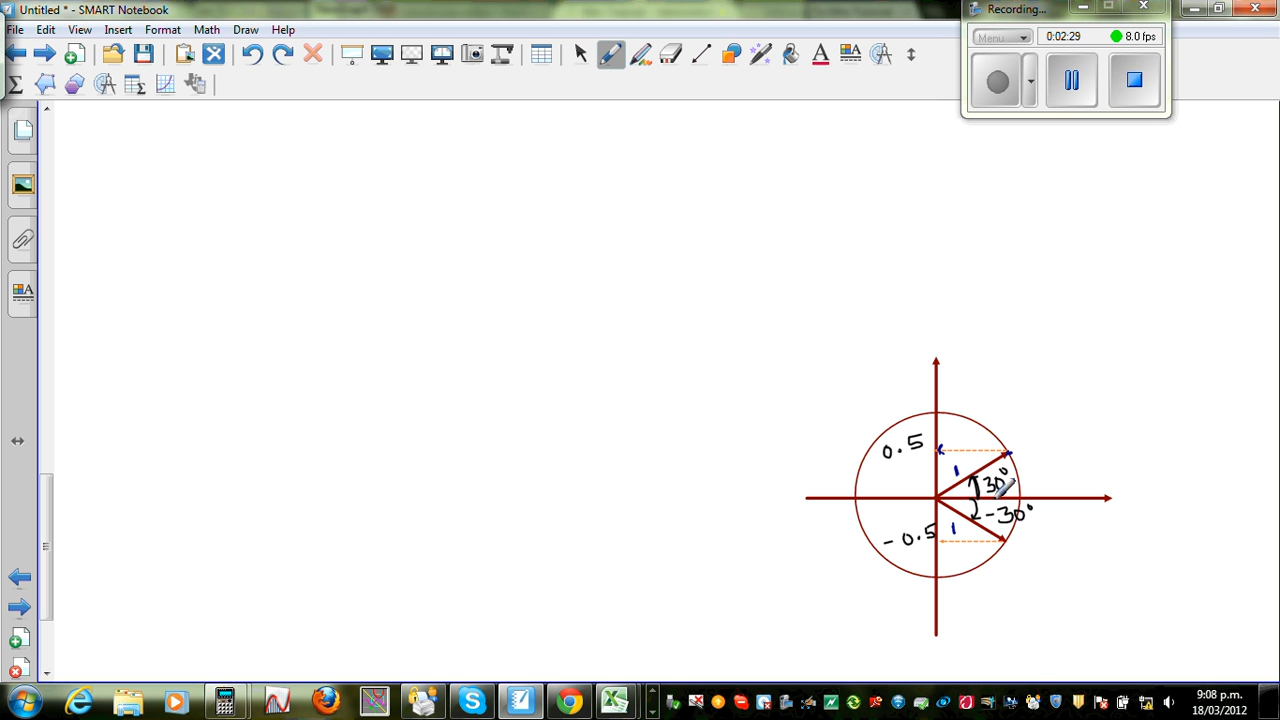 Untitled * - SMART Notebook
Recording...
File Edit View Insert Format Math Draw Help
Menu
0:02:29
8.0 fps
0.5
1
30°
-30°
-0.5
1
9:08 p.m.
18/03/2012